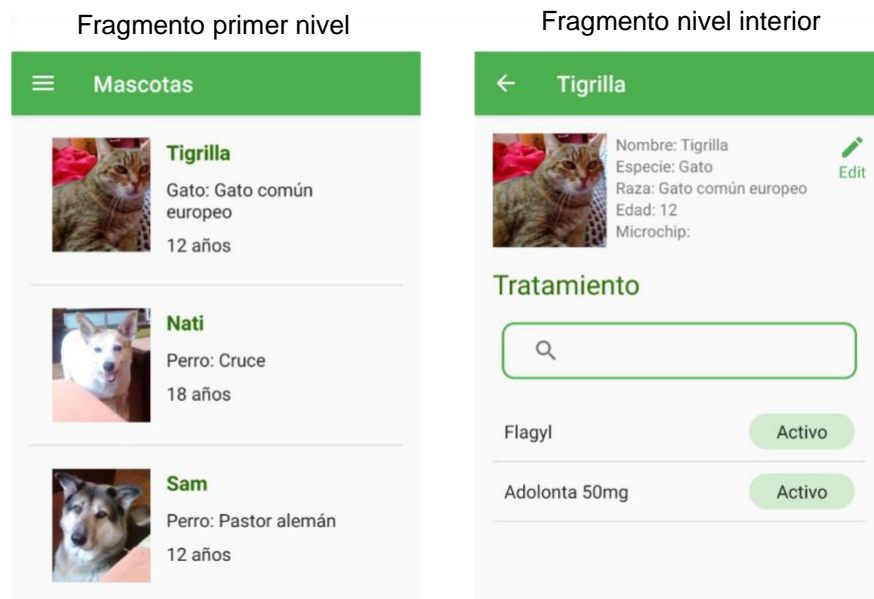 Fragmento primer nivel
Mascotas
Tigrilla
Gato: Gato común
europeo
12 años
Nati
Perro: Cruce
18 años
Sam
Perro: Pastor alemán
12 años
Fragmento nivel interior
Tigrilla
Nombre: Tigrilla
Especie: Gato
Raza: Gato común europeo
Edad: 12
Microchip:
Edit
Tratamiento
Flagyl
Activo
Adolonta 50mg
Activo